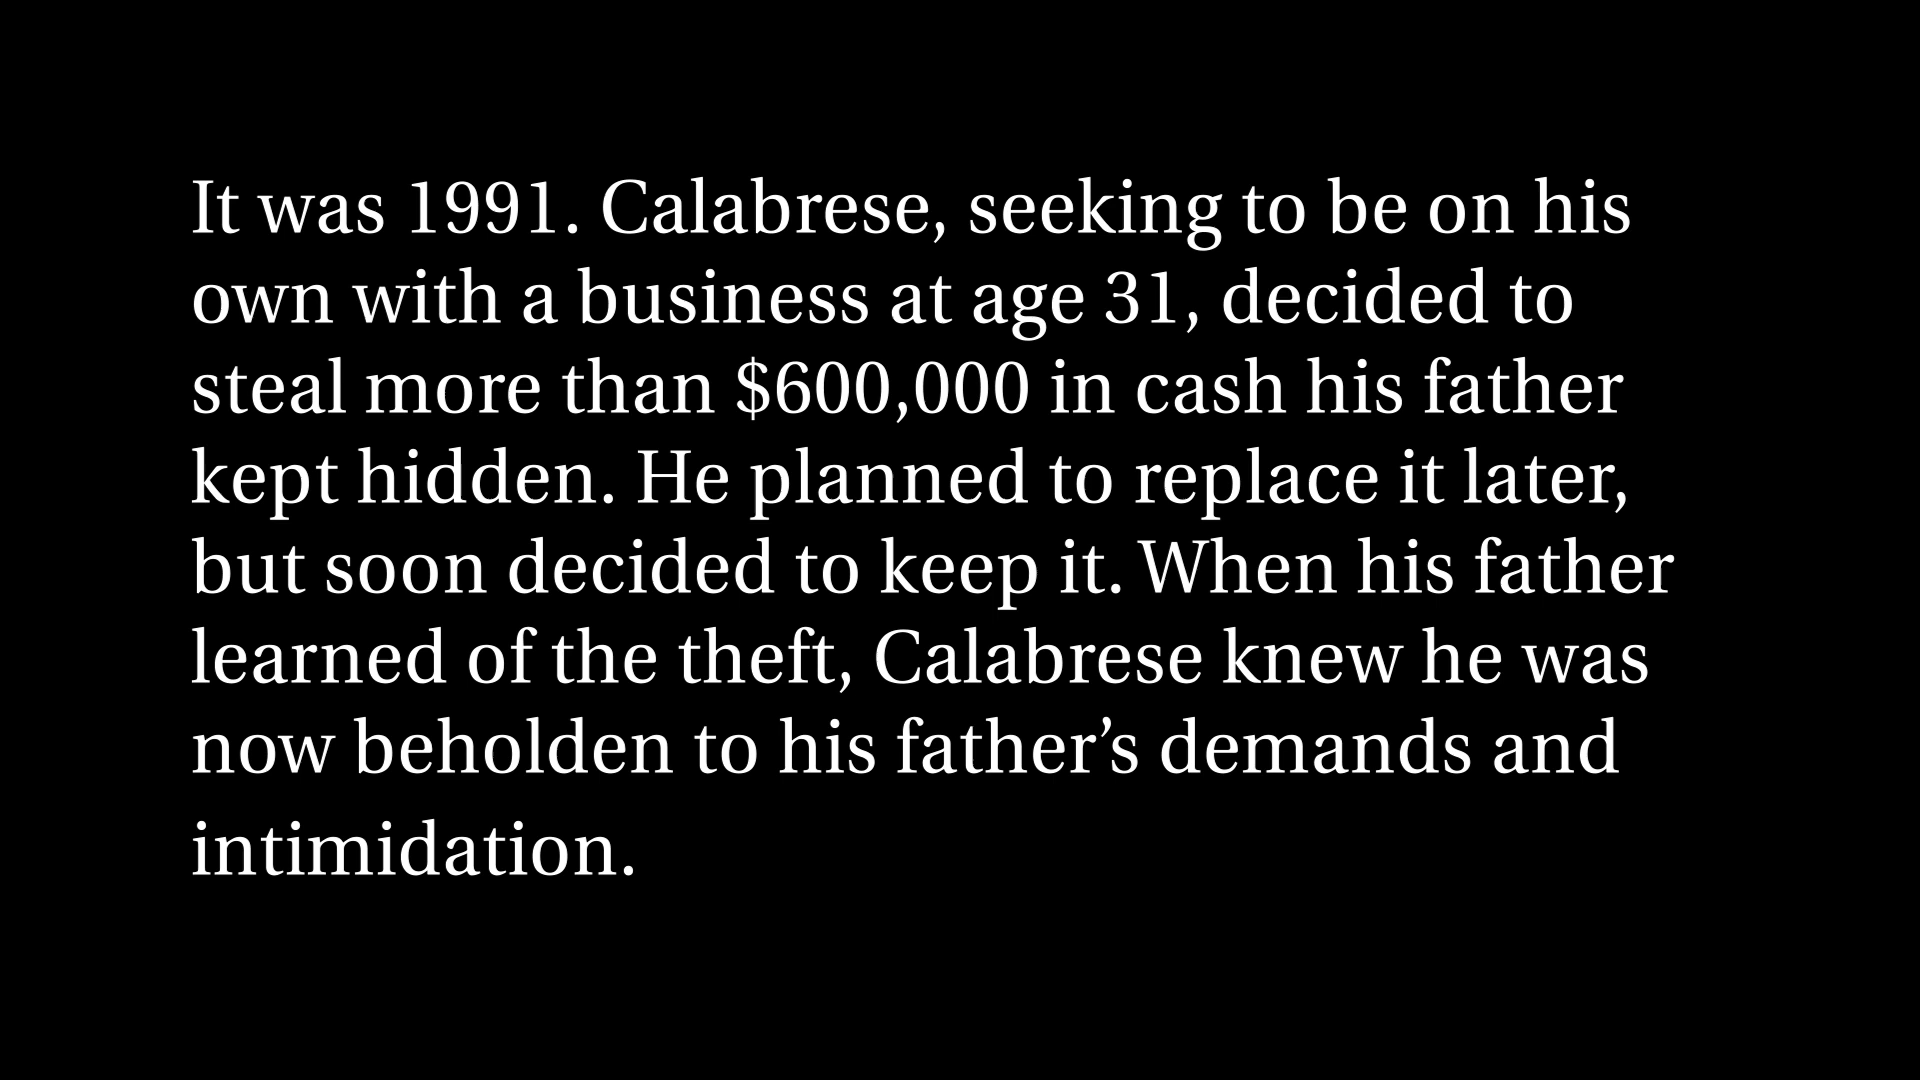 It was 1991. Calabrese, seeking to be on his
own with a business at age 31, decided to
steal more than $600,000 in cash his father
kept hidden. He planned to replace it later,
but soon decided to keep it. When his father
learned of the theft, Calabrese knew he was
now beholden to his father’s demands and
intimidation.